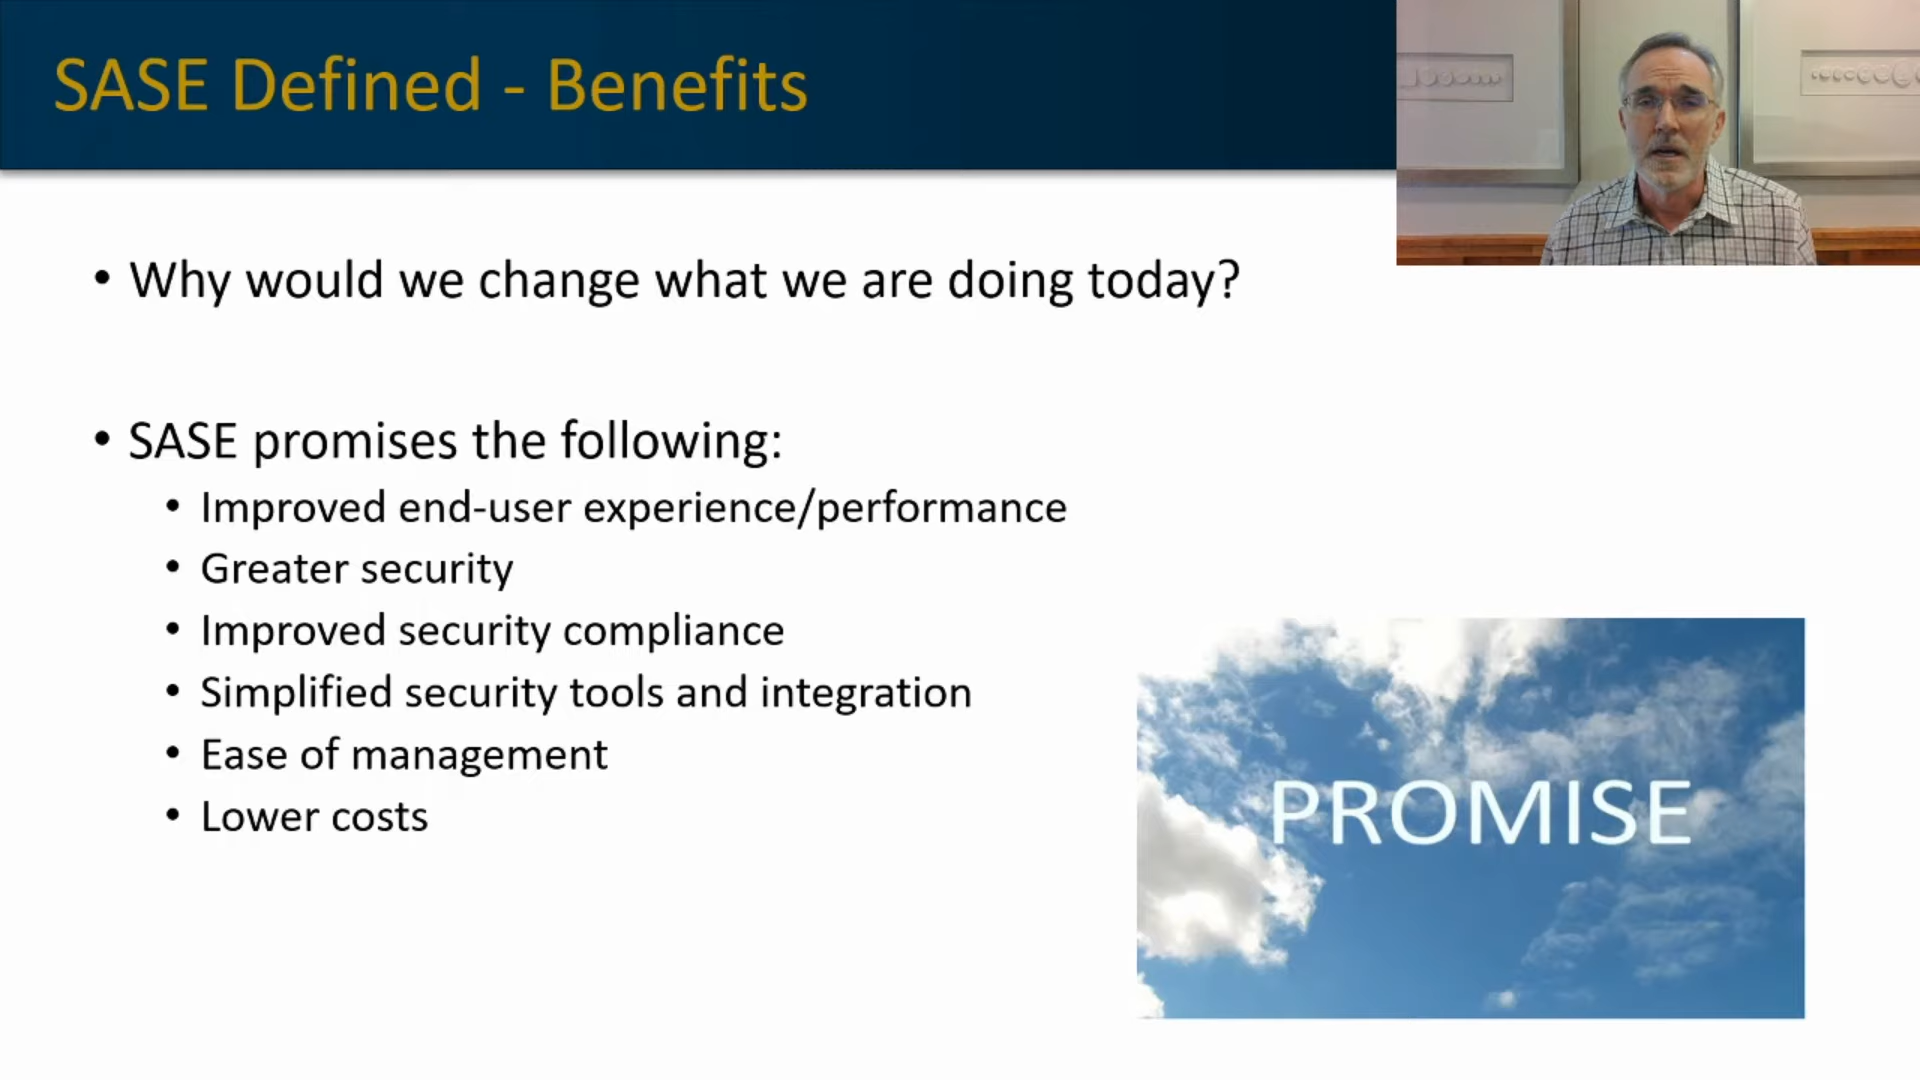 SASE Defined - Benefits
• Why would we change what we are doing today?
• SASE promises the following:
• Improved end-user experience/performance
• Greater security
• Improved security compliance
• Simplified security tools and integration
• Ease of management
• Lower costs
PROMISE